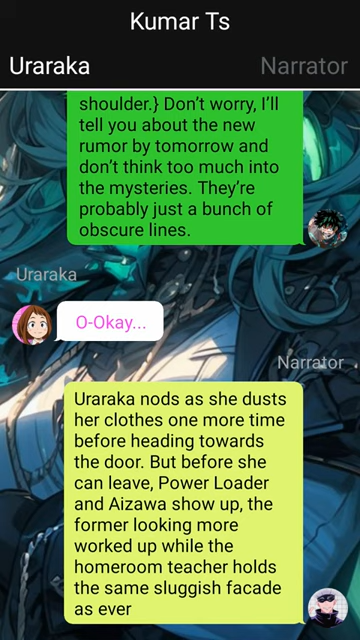 Kumar Ts
Uraraka
Narrator
shoulder.} Don't worry, I'll
tell you about the new
rumor by tomorrow and
don't think too much into
the mysteries. They're
probably just a bunch of
obscure lines.
Uraraka
O-Okay...
Narrator
Uraraka nods as she dusts
her clothes one more time
before heading towards
the door. But before she
can leave, Power Loader
and Aizawa show up, the
former looking more
worked up while the
homeroom teacher holds
the same sluggish facade
as ever